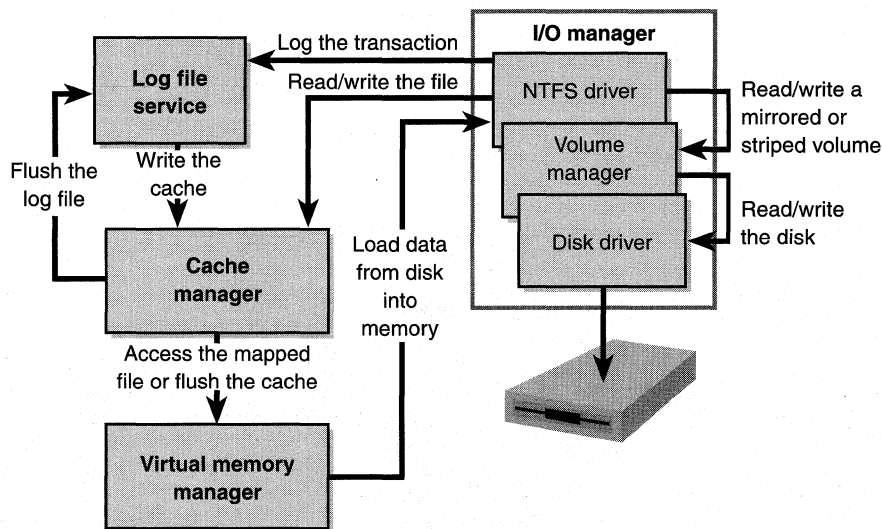 I/O manager
Log the transaction
Log file
service
NTFS driver
Read/write the file
Read/write a
mirrored or
striped volume
Flush the
log file
Write the
cache
Volume
manager
Read/write
the disk
Disk driver
Cache
manager
Load data
from disk
into
memory
Access the mapped
file or flush the cache
Virtual memory
manager